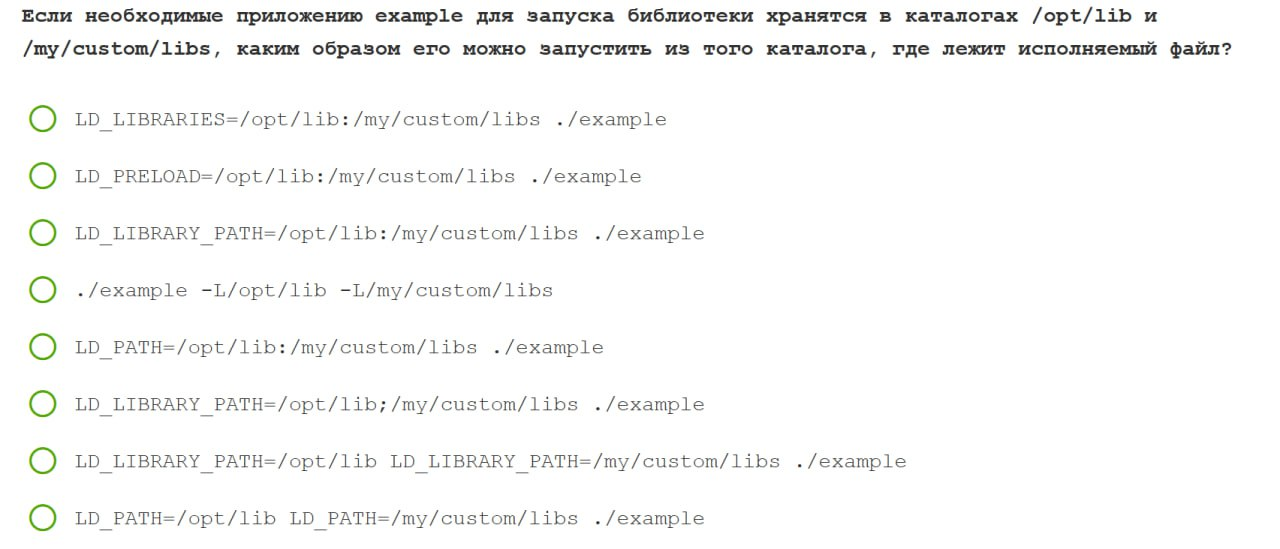 Если необходимые приложению example для запуска библиотеки хранятся в каталогах /opt/lib и
/my/custom/libs, каким образом его можно запустить из того каталога, где лежит исполняемый файл?
LD_LIBRARIES=/opt/lib:/my/custom/libs ./example
LD_PRELOAD=/opt/lib:/my/custom/libs ./example
LD_LIBRARY_PATH=/opt/lib:/my/custom/libs ./example
./example -L/opt/lib -L/my/custom/libs
LD_PATH=/opt/lib:/my/custom/libs ./example
LD_LIBRARY_PATH=/opt/lib;/my/custom/libs ./example
LD_LIBRARY_PATH=/opt/lib LD_LIBRARY_PATH=/my/custom/libs ./example
LD_PATH=/opt/lib LD_PATH=/my/custom/libs ./example